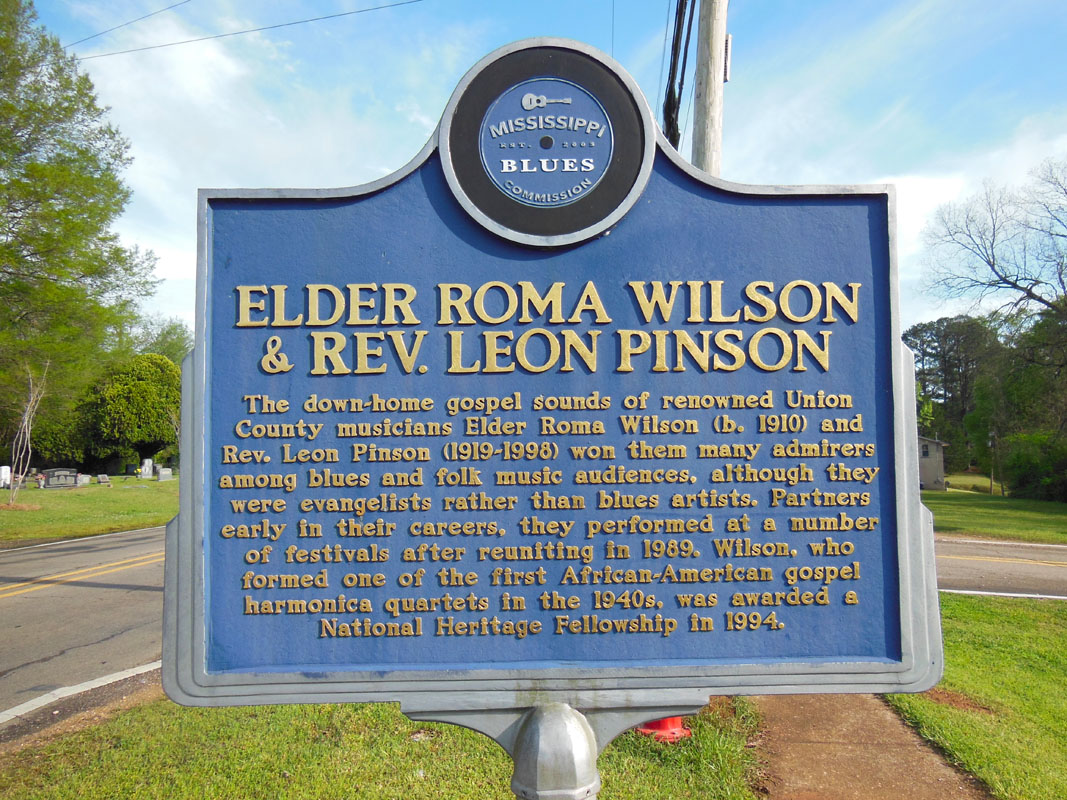 MISSISSIPPI
EST. 2003
BLUES
COMMISSION
ELDER ROMA WILSON
& REV. LEON PINSON
The down-home gospel sounds of renowned Union
County musicians Elder Roma Wilson (b. 1910) and
Rev. Leon Pinson (1919-1998) won them many admirers
among blues and folk music audiences, although they
were evangelists rather than blues artists. Partners
early in their careers, they performed at a number
of festivals after reuniting in 1989. Wilson, who
formed one of the first African-American gospel
harmonica quartets in the 1940s, was awarded a
National Heritage Fellowship in 1994.